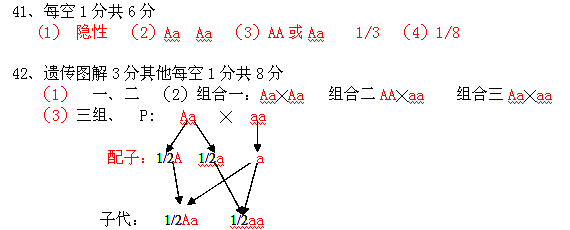 41、每空1分共6分
（1） 隐性 （2）Aa Aa （3）AA或Aa 1/3 （4）1/8
42、遗传图解3分其他每空1分共8分
（1） 一、二 （2）组合一：Aa╳Aa 组合二AA╳aa 组合三Aa╳aa
（3）三组、 P: Aa ╳ aa
配子：1/2A 1/2a a
子代： 1/2Aa 1/2aa